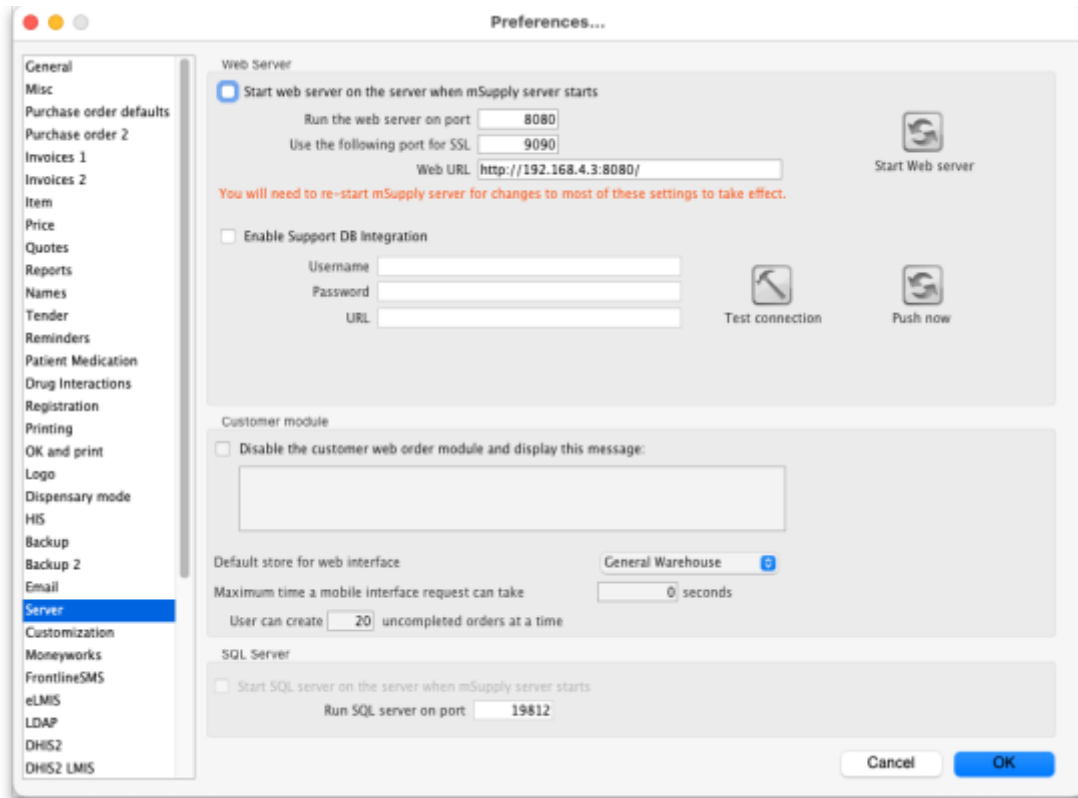 Preferences...
General
Misc
Purchase order defaults
Purchase order 2
Invoices 1
Invoices 2
Item
Price
Quotes
Reports
Names
Tender
Reminders
Patient Medication
Drug Interactions
Registration
Printing
OK and print
Logo
Dispensary mode
HIS
Backup
Backup 2
Email
Server
Customization
Moneyworks
FrontlineSMS
eLMIS
LDAP
DHIS2
DHIS2 LMIS
Web Server
Start web server on the server when mSupply server starts
Run the web server on port 8080
Use the following port for SSL 9090
Web URL http://192.168.4.3:8080/
Start Web server
You will need to re-start mSupply server for changes to most of these settings to take effect.
Enable Support DB Integration
Username
Password
URL
Test connection
Push now
Customer module
Disable the customer web order module and display this message:
Default store for web interface General Warehouse
Maximum time a mobile interface request can take 0 seconds
User can create 20 uncompleted orders at a time
SQL Server
Start SQL server on the server when mSupply server starts
Run SQL server on port 19812
Cancel OK